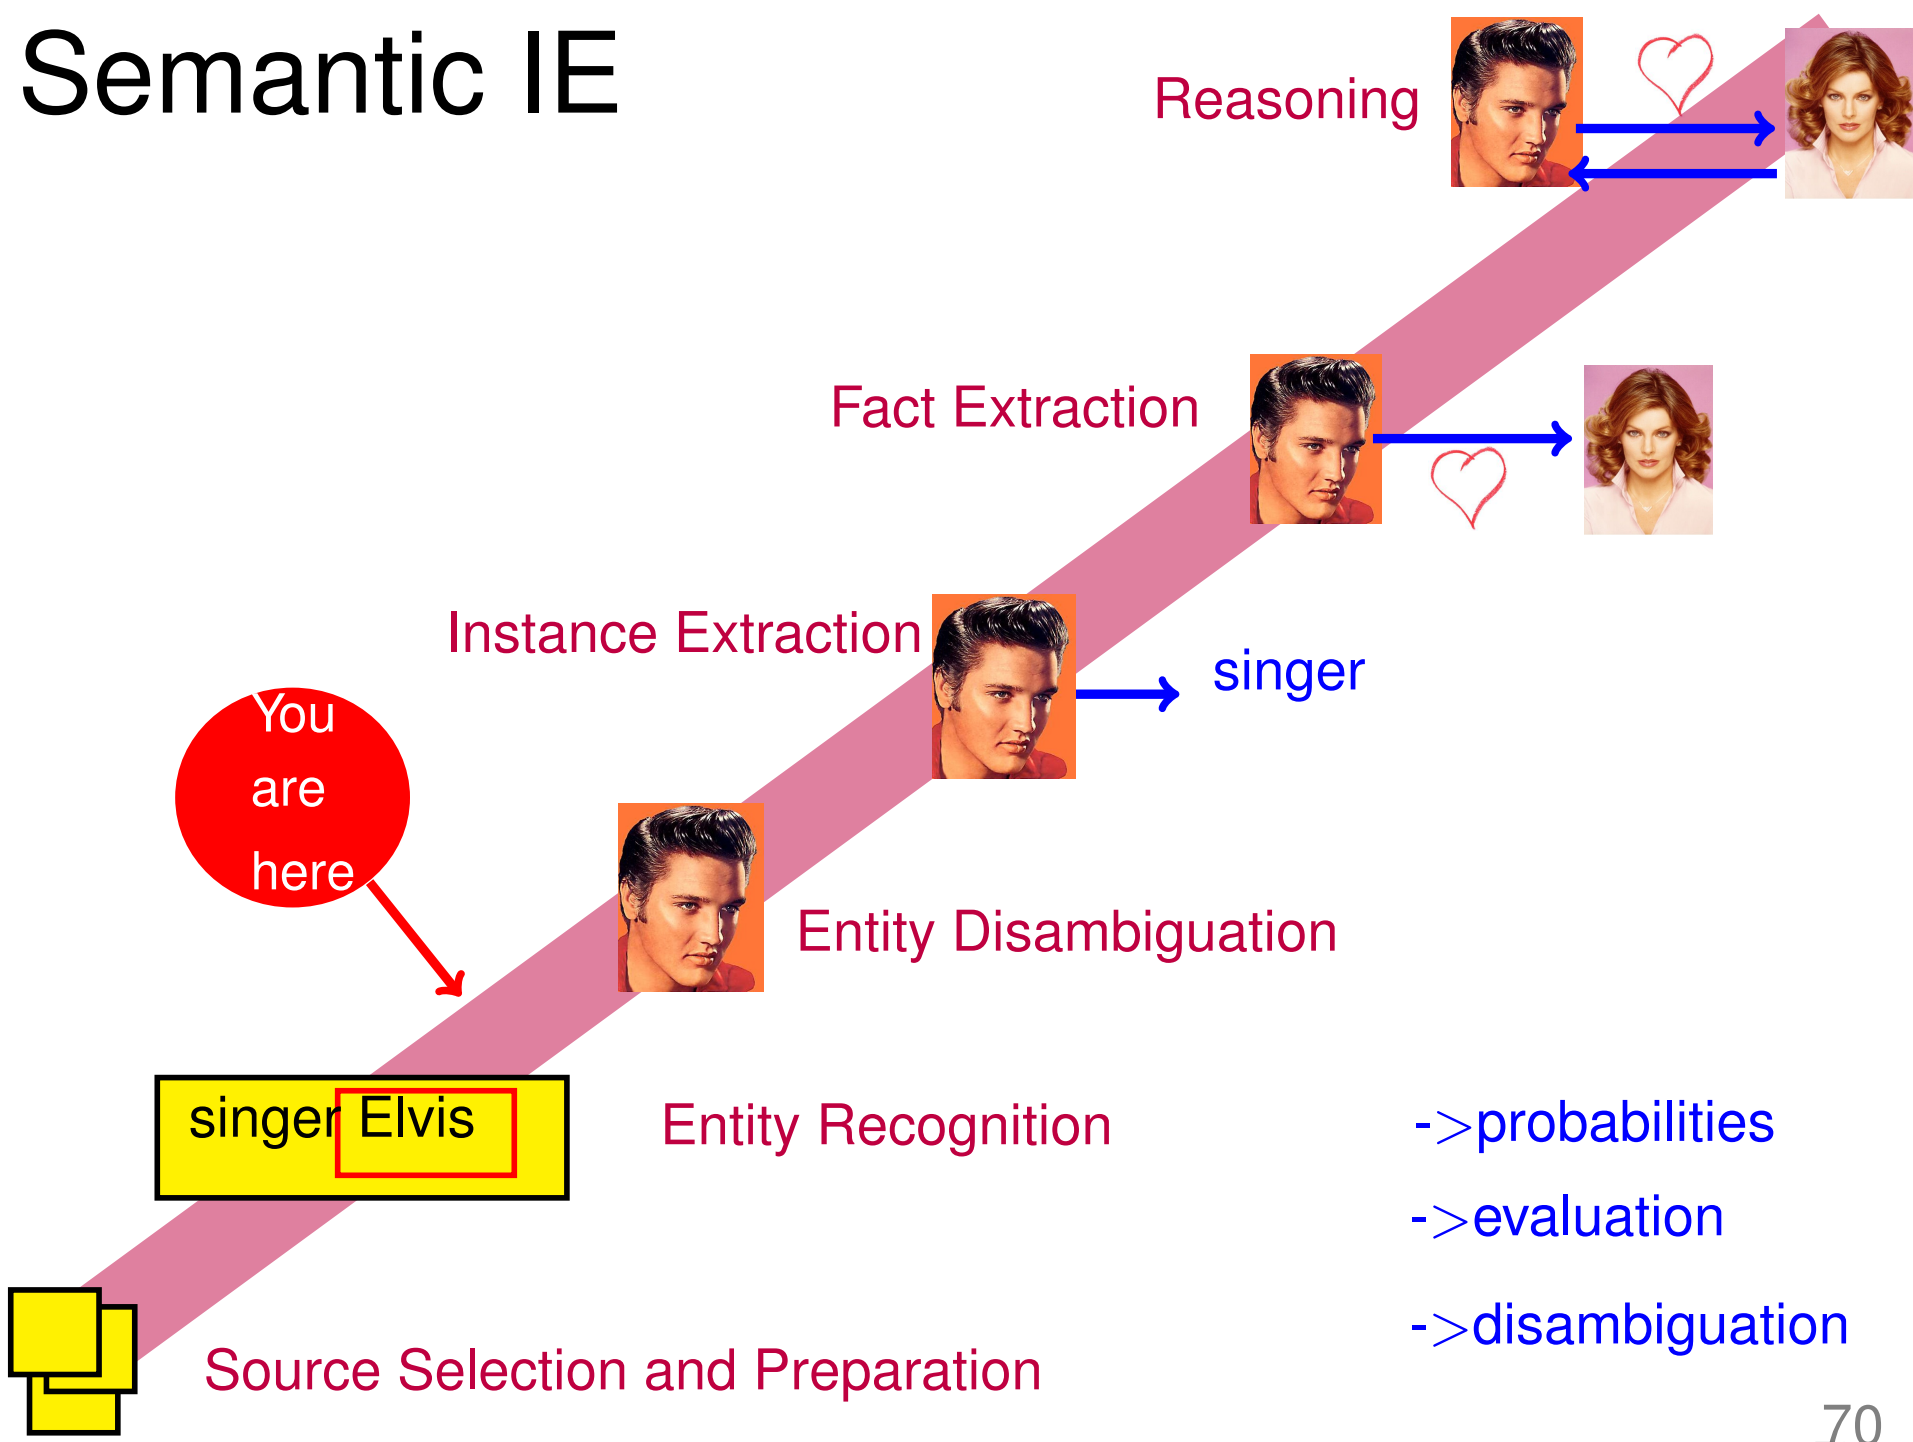 Semantic IE
Reasoning
Fact Extraction
Instance Extraction
singer
You
are
here
Entity Disambiguation
singer Elvis
Entity Recognition
->probabilities
->evaluation
->disambiguation
Source Selection and Preparation
70